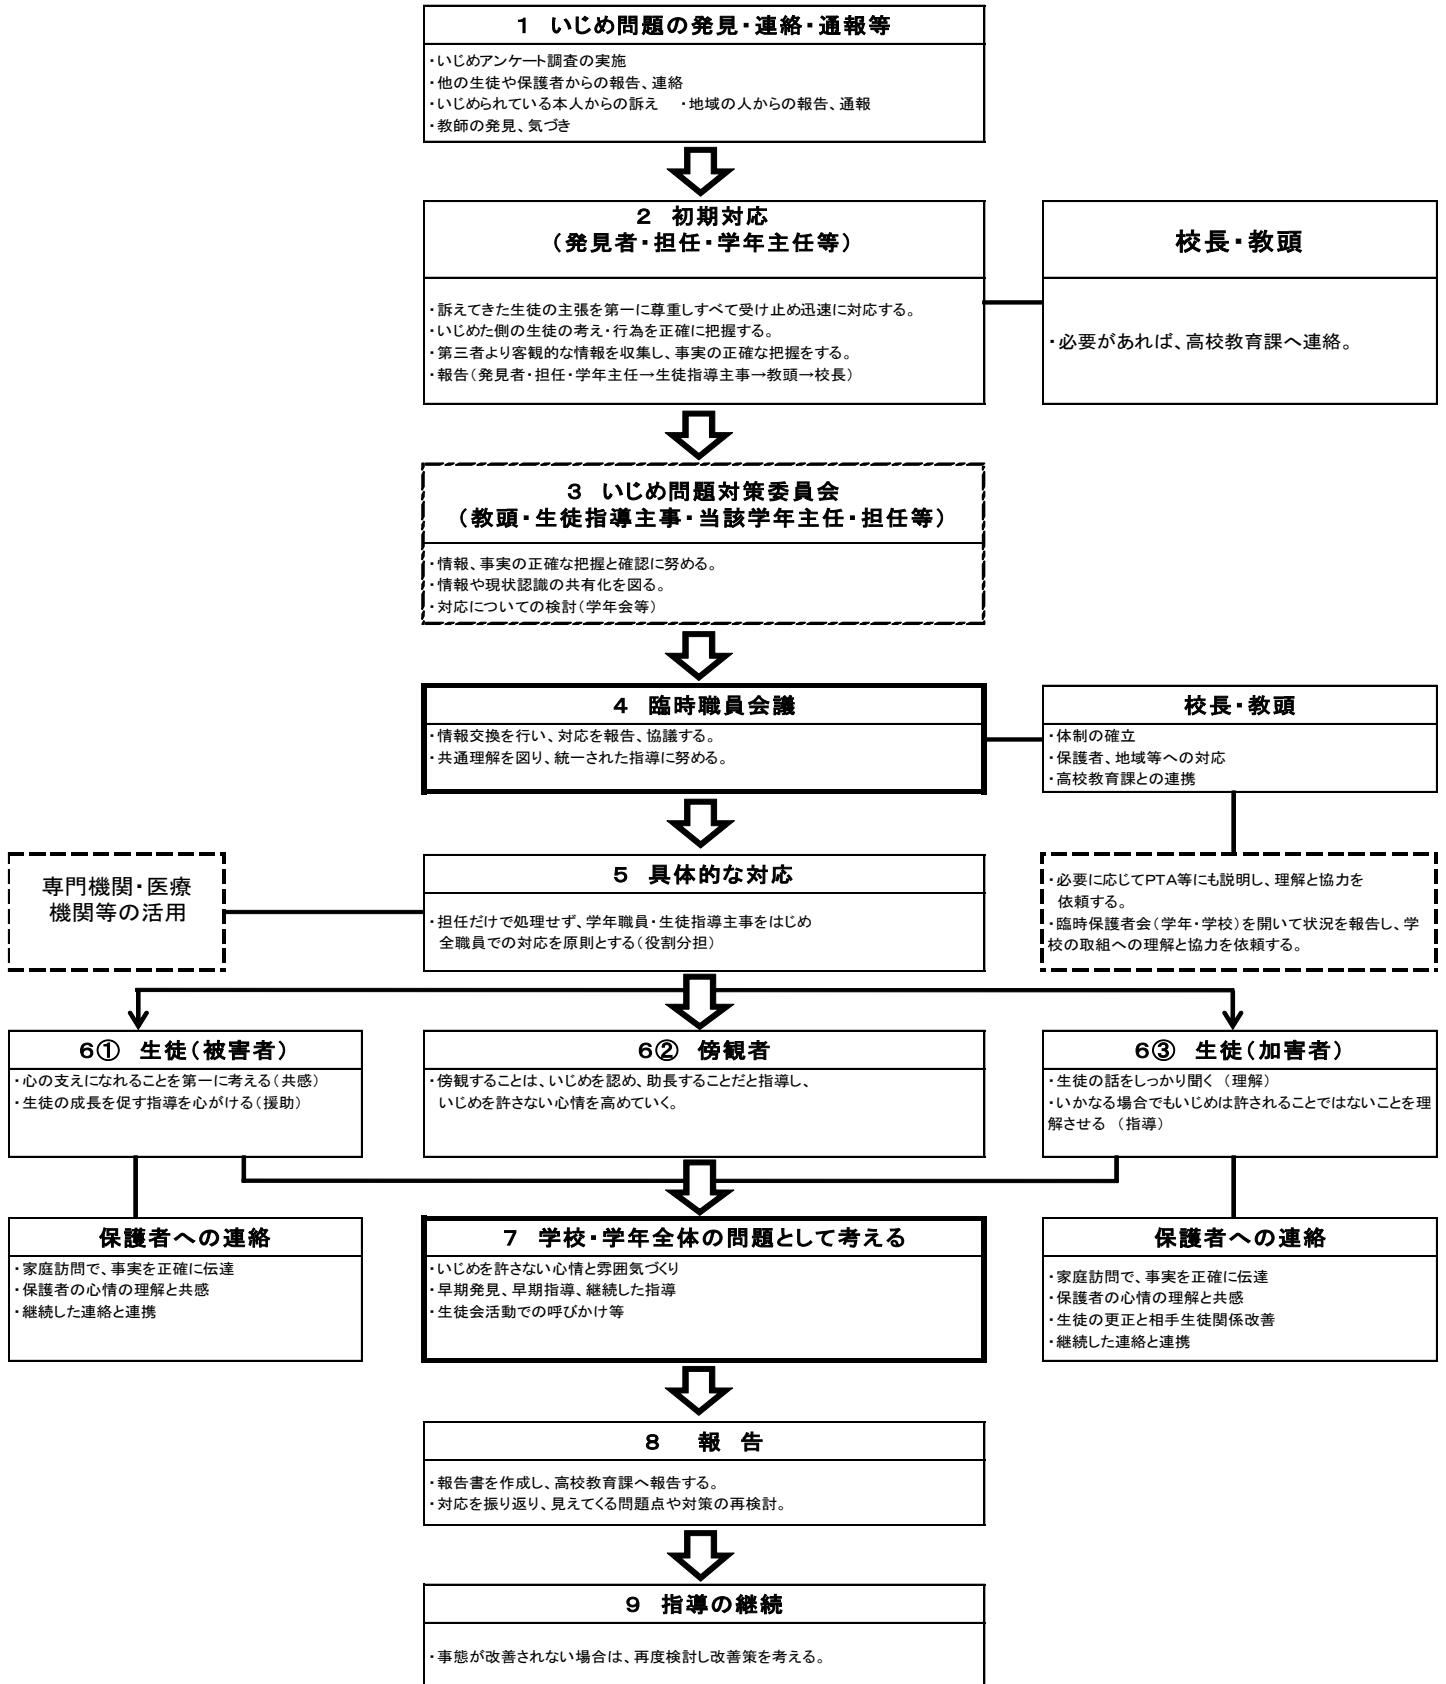 1　いじめ問題の発見・連絡・通報等
・いじめアンケート調査の実施
・他の生徒や保護者からの報告、連絡
・いじめられている本人からの訴え　・地域の人からの報告、通報
・教師の発見、気づき
2　初期対応
（発見者・担任・学年主任等）
・訴えてきた生徒の主張を第一に尊重しすべて受け止め迅速に対応する。
・いじめた側の生徒の考え・行為を正確に把握する。
・第三者より客観的な情報を収集し、事実の正確な把握をする。
・報告（発見者・担任・学年主任→生徒指導主事→教頭→校長）
校長・教頭
・必要があれば、高校教育課へ連絡。
3　いじめ問題対策委員会
（教頭・生徒指導主事・当該学年主任・担任等）
・情報、事実の正確な把握と確認に努める。
・情報や現状認識の共有化を図る。
・対応についての検討（学年会等）
4　臨時職員会議
・情報交換を行い、対応を報告、協議する。
・共通理解を図り、統一された指導に努める。
校長・教頭
・体制の確立
・保護者、地域等への対応
・高校教育課との連携
専門機関・医療
機関等の活用
5　具体的な対応
・担任だけで処理せず、学年職員・生徒指導主事をはじめ
全職員での対応を原則とする（役割分担）
・必要に応じてPTA等にも説明し、理解と協力を
依頼する。
・臨時保護者会（学年・学校）を開いて状況を報告し、学
校の取組への理解と協力を依頼する。
6①　生徒（被害者）
・心の支えになれることを第一に考える（共感）
・生徒の成長を促す指導を心がける（援助）
6②　傍観者
・傍観することは、いじめを認め、助長することだと指導し、
いじめを許さない心情を高めていく。
6③　生徒（加害者）
・生徒の話をしっかり聞く　（理解）
・いかなる場合でもいじめは許されることではないことを理
解させる　（指導）
保護者への連絡
・家庭訪問で、事実を正確に伝達
・保護者の心情の理解と共感
・継続した連絡と連携
7　学校・学年全体の問題として考える
・いじめを許さない心情と雰囲気づくり
・早期発見、早期指導、継続した指導
・生徒会活動での呼びかけ等
保護者への連絡
・家庭訪問で、事実を正確に伝達
・保護者の心情の理解と共感
・生徒の更正と相手生徒関係改善
・継続した連絡と連携
8　報　告
・報告書を作成し、高校教育課へ報告する。
・対応を振り返り、見えてくる問題点や対策の再検討。
9　指導の継続
・事態が改善されない場合は、再度検討し改善策を考える。